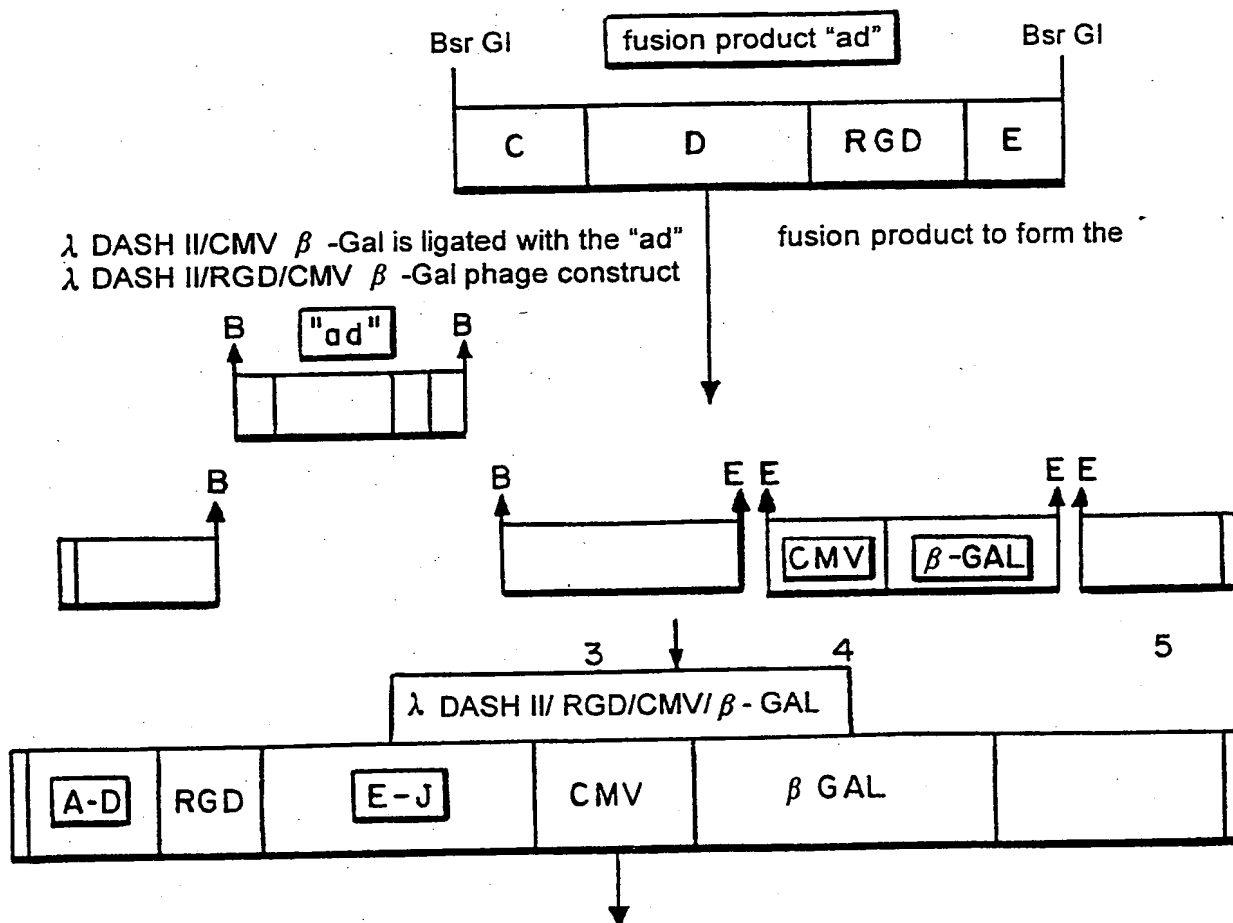 Bsr GI fusion product "ad" Bsr GI
C D RGD E
λ DASH II/CMV β -Gal is ligated with the "ad" fusion product to form the
λ DASH II/RGD/CMV β -Gal phage construct
B "ad" B
B B E E E E
CMV β-GAL
3 4 5
λ DASH II/ RGD/CMV/ β - GAL
A-D RGD E-J CMV β GAL